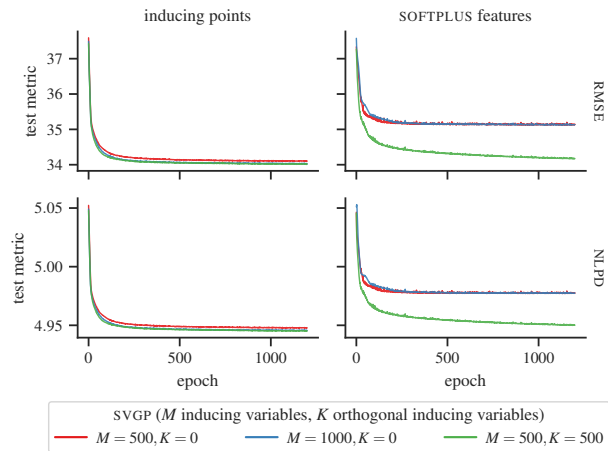 inducing points
SOFTPLUS features
37
36
35
34
test metric
RMSE
5.05
5.00
4.95
test metric
NLPD
0 500 1000
0 500 1000
epoch
epoch
SVGP (M inducing variables, K orthogonal inducing variables)
M = 500, K = 0 M = 1000, K = 0 M = 500, K = 500